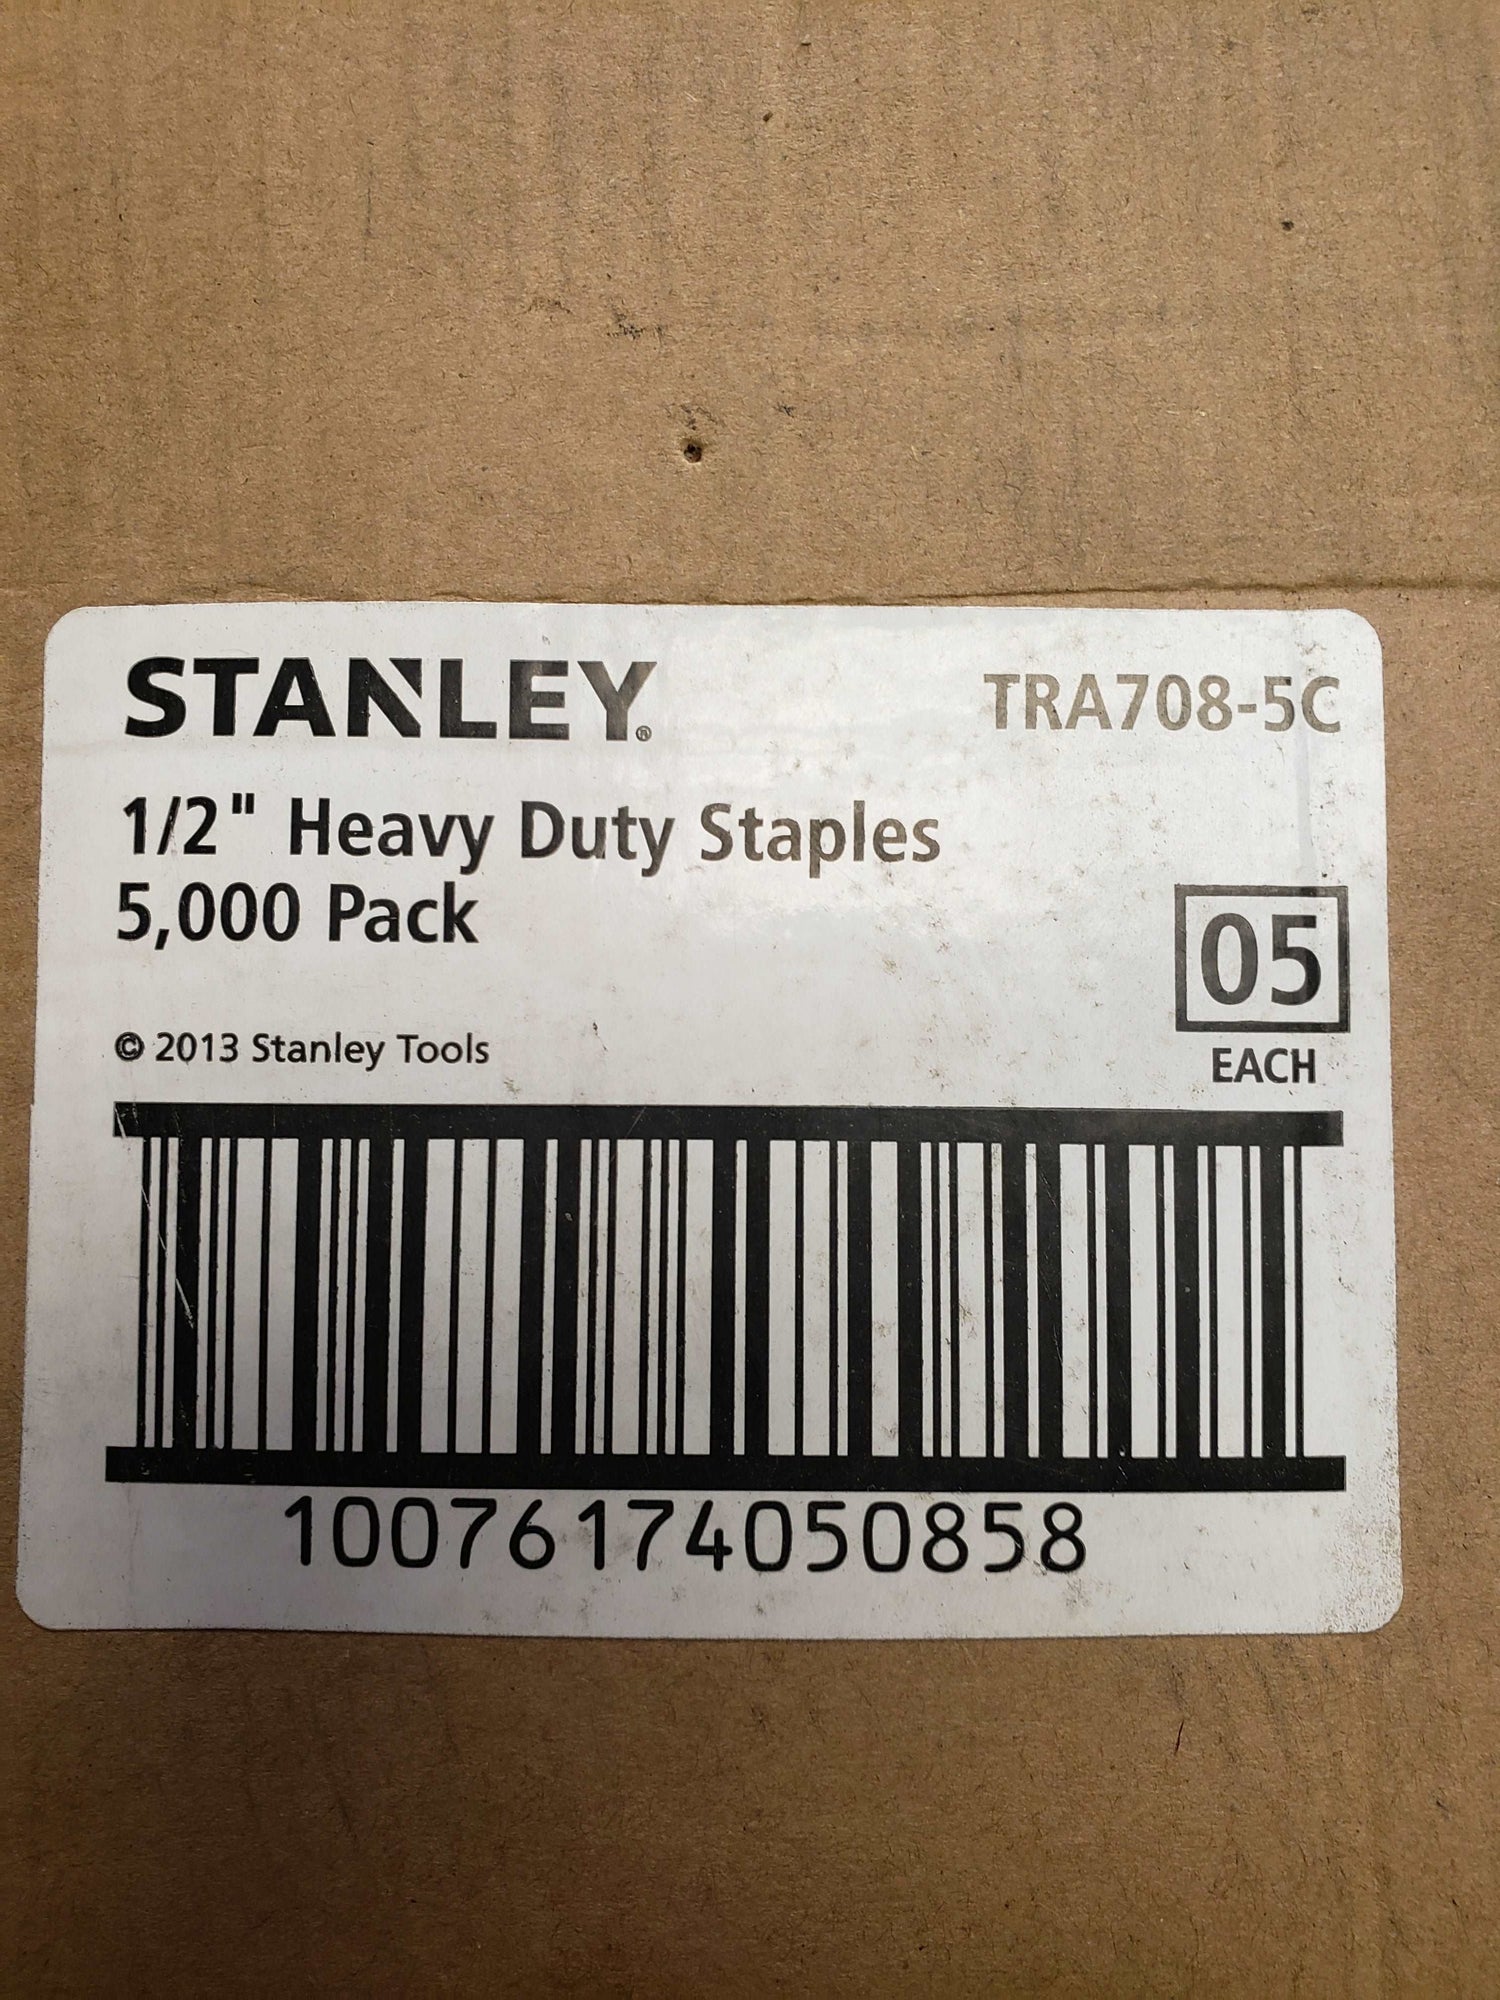 STANLEY®
TRA708-5C
1/2" Heavy Duty Staples
5,000 Pack
05
EACH
© 2013 Stanley Tools
10076174050858